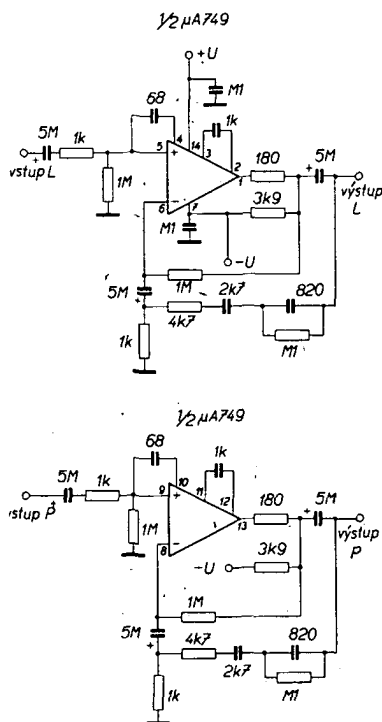 1/2 µA749
+U
M1
68
1k
5M
1k
4
14
3
5
+
2
1
180
5M
vstup L
1M
6
-
7
3k9
výstup
L
M1
-U
1M
5M
4k7
2k7
820
M1
1k
1/2 µA749
68
1k
5M
1k
10
11
9
+
12
13
180
5M
vstup P
1M
8
-
3k9
výstup
P
-U
1M
5M
4k7
2k7
820
M1
1k